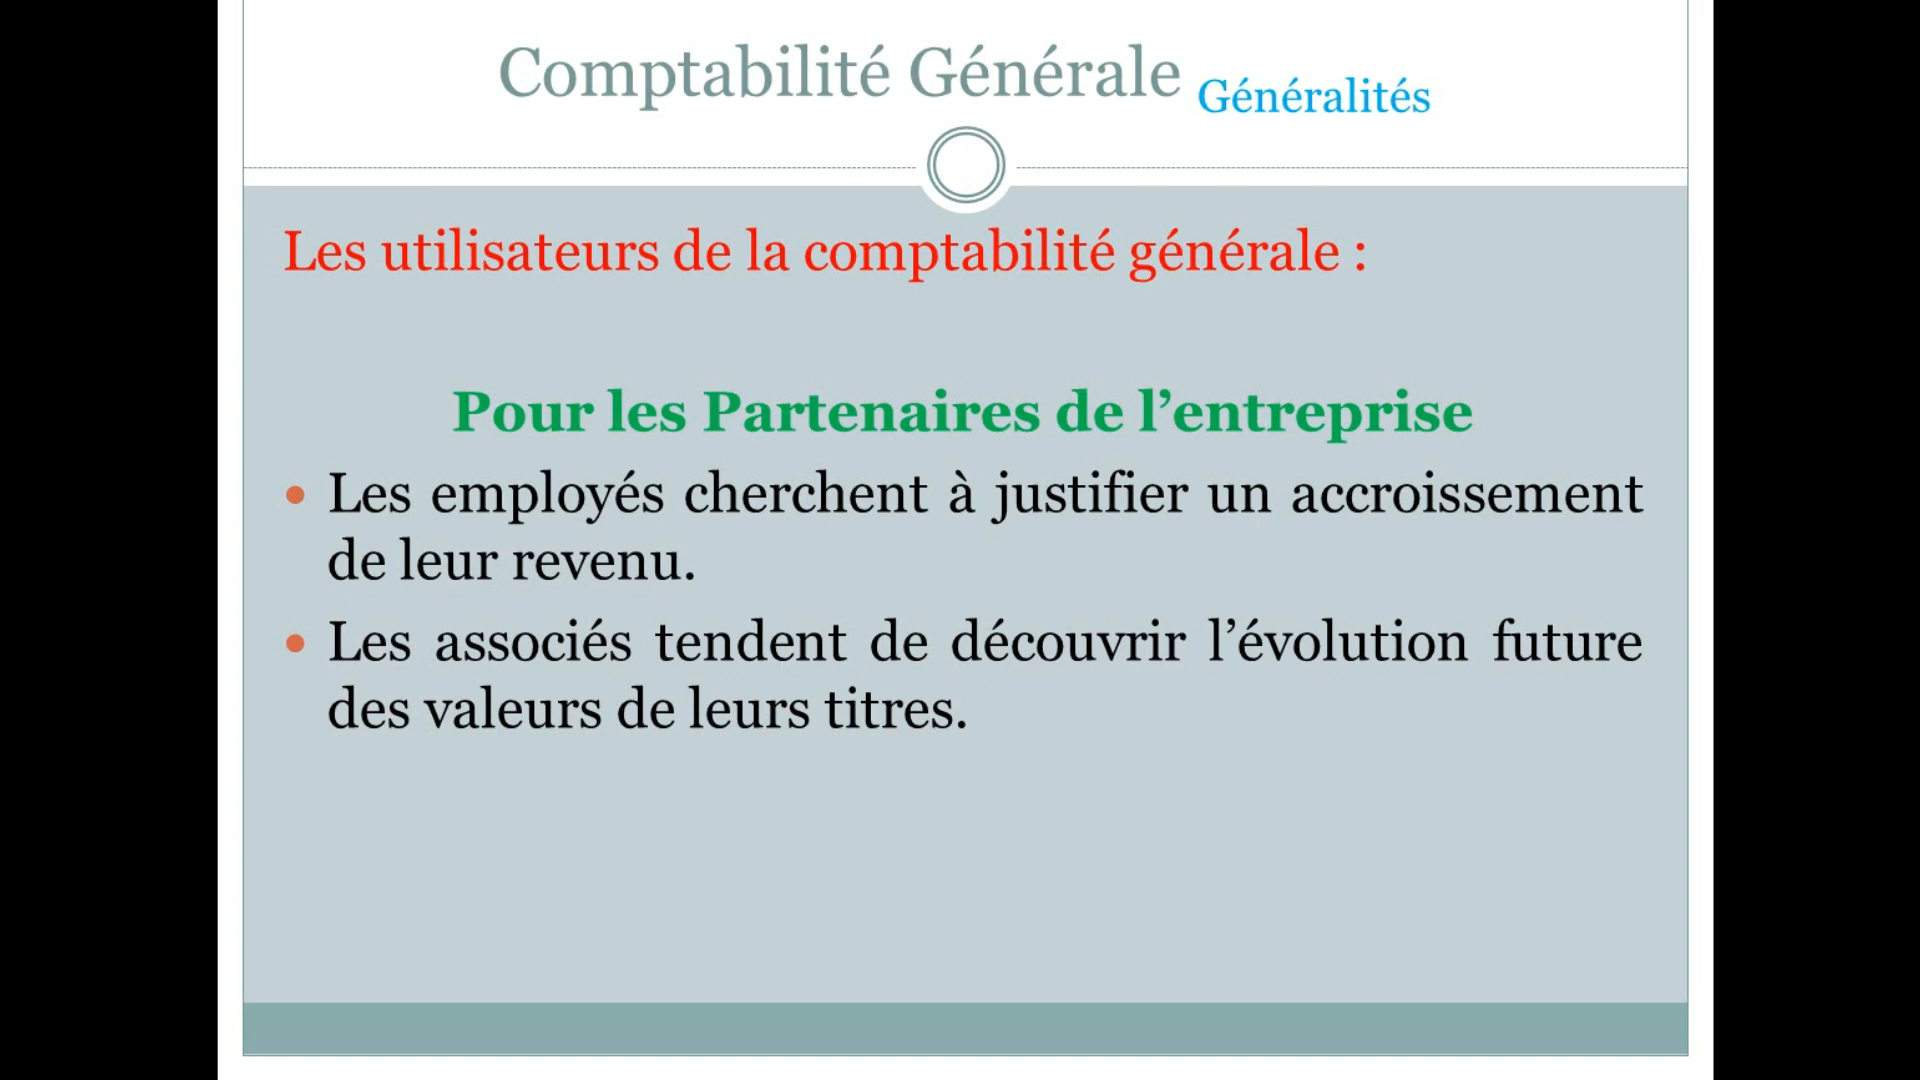 Comptabilité Générale Généralités
Les utilisateurs de la comptabilité générale :
Pour les Partenaires de l’entreprise
• Les employés cherchent à justifier un accroissement
de leur revenu.
• Les associés tendent de découvrir l’évolution future
des valeurs de leurs titres.